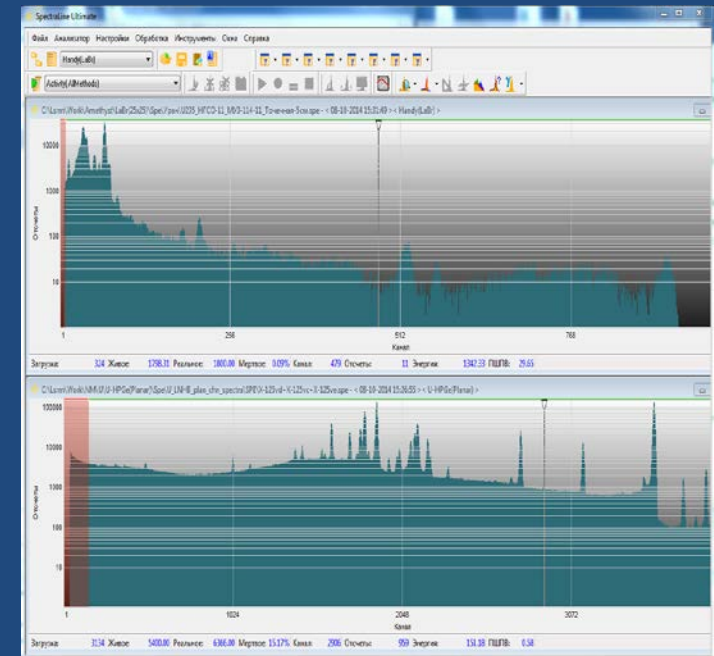 SpectraLine Ultimate
Файл Анализатор Настройки Обработка Инструменты Окна Справка
Handy(LaBr)
Activity(AllMethods)
10000
1000
100
10
Отсчеты
1 256 512 768
Канал
Загрузка: 324 Живое: 1798.31 Реальное: 1800.00 Мертвое: 0.09% Канал: 479 Отсчеты: 11 Энергия: 1342.33 ПШПВ: 29.65
100000
10000
1000
100
10
Отсчеты
1 1024 2048 3072
Канал
Загрузка: 3134 Живое: 5400.00 Реальное: 6366.00 Мертвое: 15.17% Канал: 2906 Отсчеты: 959 Энергия: 151.18 ПШПВ: 0.58